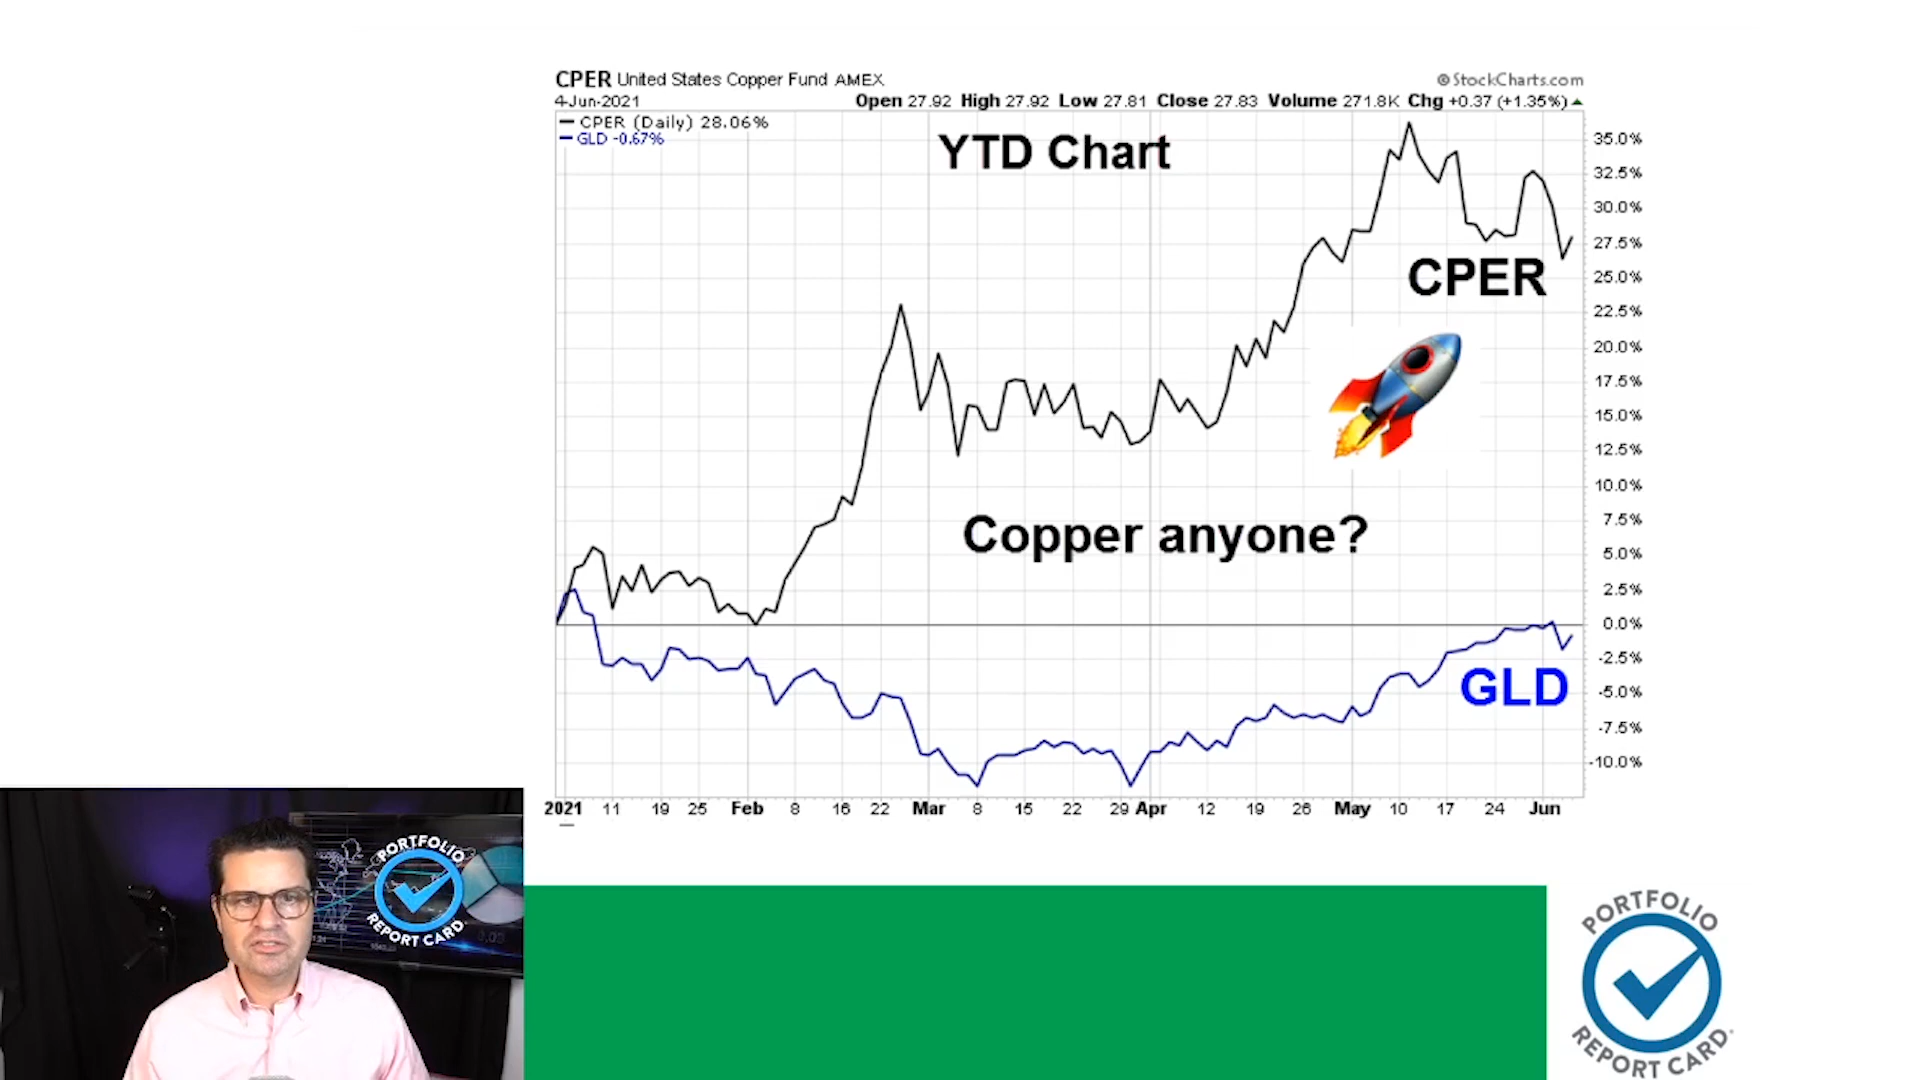 CPER United States Copper Fund AMEX
© StockCharts.com
4-Jun-2021
Open 27.92 High 27.92 Low 27.81 Close 27.83 Volume 271.8K Chg +0.37 (+1.35%)
CPER (Daily) 28.06%
GLD -0.67%
YTD Chart
35.0%
32.5%
30.0%
27.5%
CPER
25.0%
22.5%
20.0%
17.5%
15.0%
12.5%
10.0%
Copper anyone?
7.5%
5.0%
2.5%
0.0%
-2.5%
GLD
-5.0%
-7.5%
-10.0%
2021 11 19 25 Feb 8 16 22 Mar 8 15 22 29 Apr 12 19 26 May 10 17 24 Jun
PORTFOLIO
REPORT CARD
PORTFOLIO
REPORT CARD